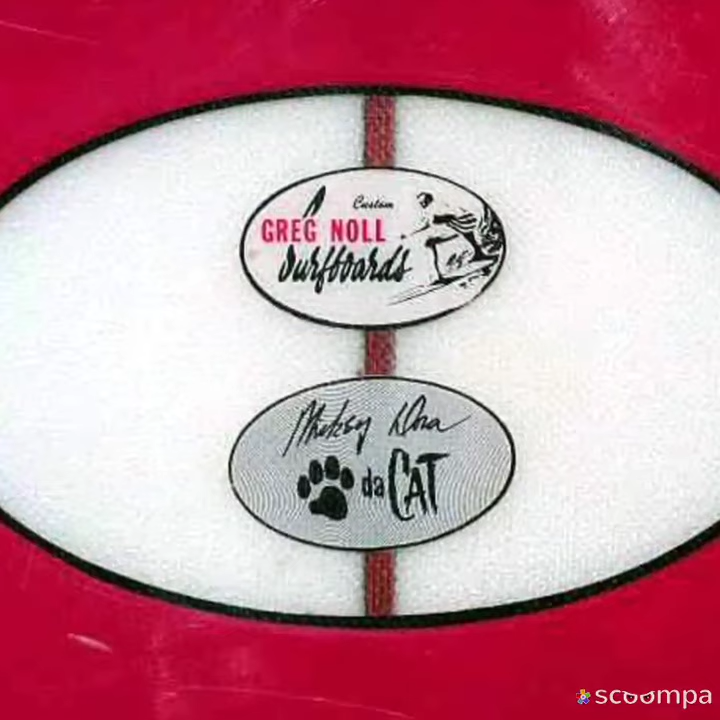 Custom
GREG NOLL
Surfboards
Mickey Dora
da CAT
scoompa